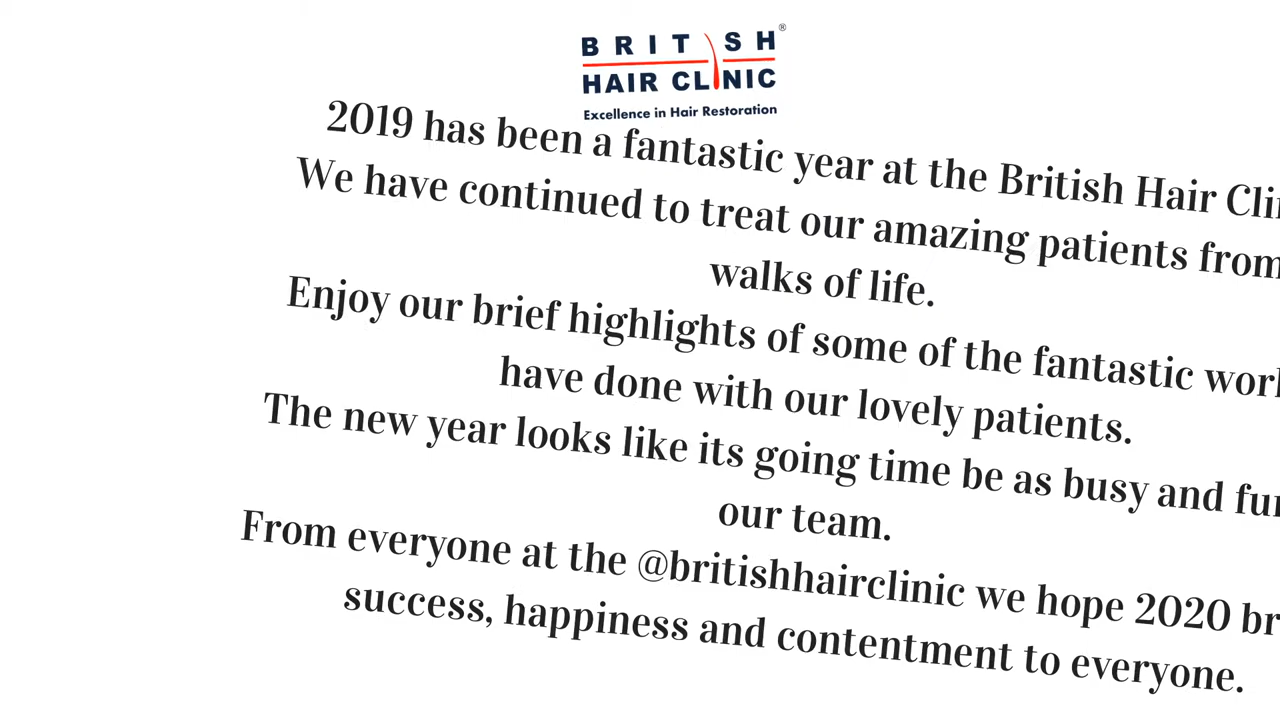 BRITISH®
HAIR CLINIC
Excellence in Hair Restoration
2019 has been a fantastic year at the British Hair
We have continued to treat our amazing patients from
walks of life.
Enjoy our brief highlights of some of the fantastic
have done with our lovely patients.
The new year looks like its going time be as busy and
our team.
From everyone at the @britishhairclinic we hope 2020
success, happiness and contentment to everyone.